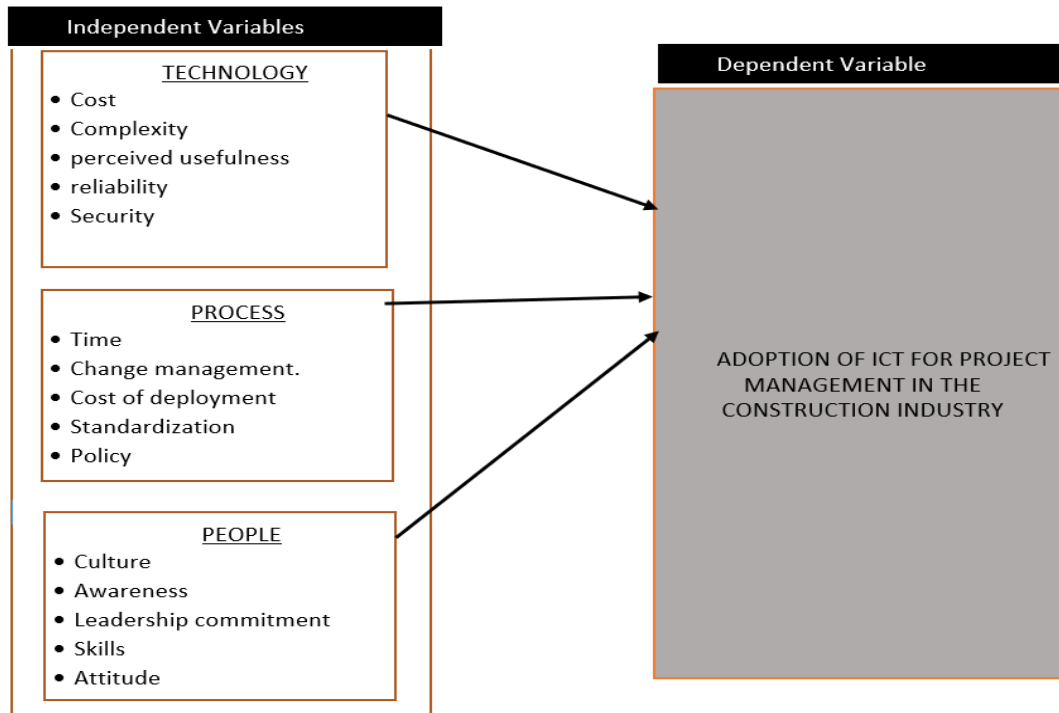 Independent Variables
TECHNOLOGY
• Cost
• Complexity
• perceived usefulness
• reliability
• Security
PROCESS
• Time
• Change management.
• Cost of deployment
• Standardization
• Policy
PEOPLE
• Culture
• Awareness
• Leadership commitment
• Skills
• Attitude
Dependent Variable
ADOPTION OF ICT FOR PROJECT
MANAGEMENT IN THE
CONSTRUCTION INDUSTRY